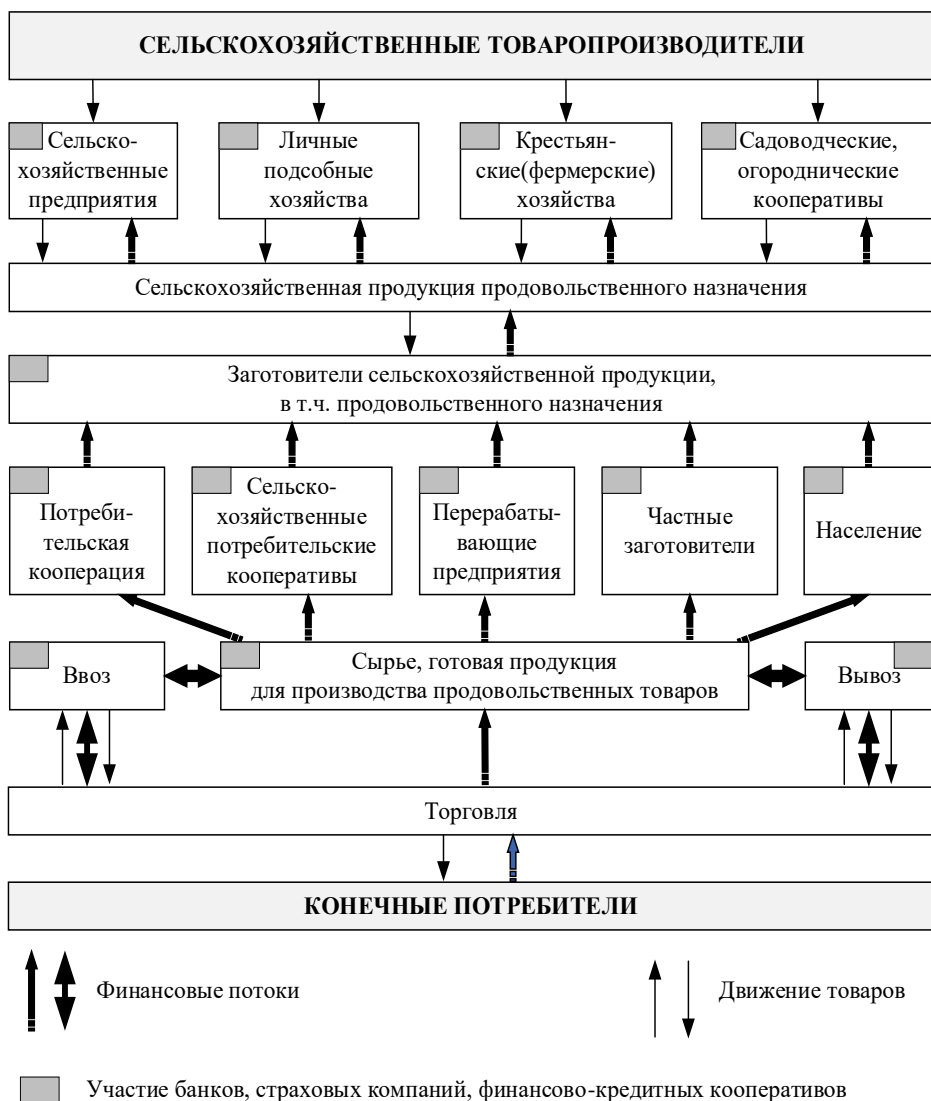 СЕЛЬСКОХОЗЯЙСТВЕННЫЕ ТОВАРОПРОИЗВОДИТЕЛИ
Сельско-
хозяйственные
предприятия
Личные
подсобные
хозяйства
Крестьян-
ские(фермерские)
хозяйства
Садоводческие,
огороднические
кооперативы
Сельскохозяйственная продукция продовольственного назначения
Заготовители сельскохозяйственной продукции,
в т.ч. продовольственного назначения
Потреби-
тельская
кооперация
Сельско-
хозяйственные
потребительские
кооперативы
Перерабаты-
вающие
предприятия
Частные
заготовители
Население
Ввоз
Сырье, готовая продукция
для производства продовольственных товаров
Вывоз
Торговля
КОНЕЧНЫЕ ПОТРЕБИТЕЛИ
Финансовые потоки
Движение товаров
Участие банков, страховых компаний, финансово-кредитных кооперативов